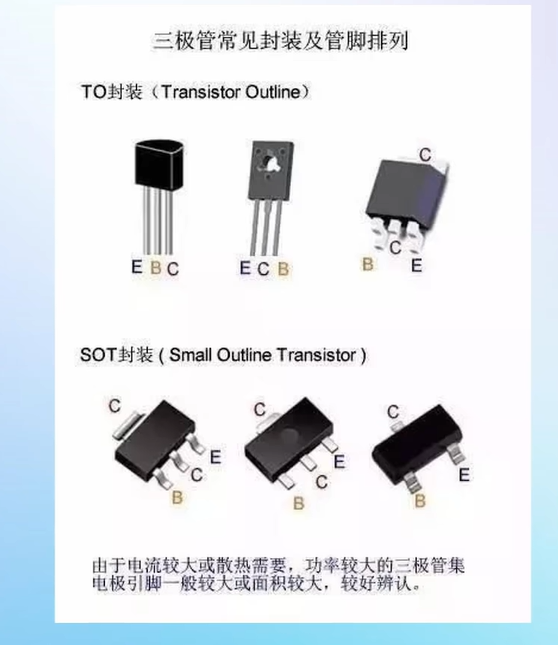 三极管常见封装及管脚排列
TO封装（Transistor Outline）
C
E B C
E C B
C
B E
SOT封装 ( Small Outline Transistor )
C
E
C
B
C
E
C
B
C
E
B
由于电流较大或散热需要，功率较大的三极管集
电极引脚一般较大或面积较大，较好辨认。